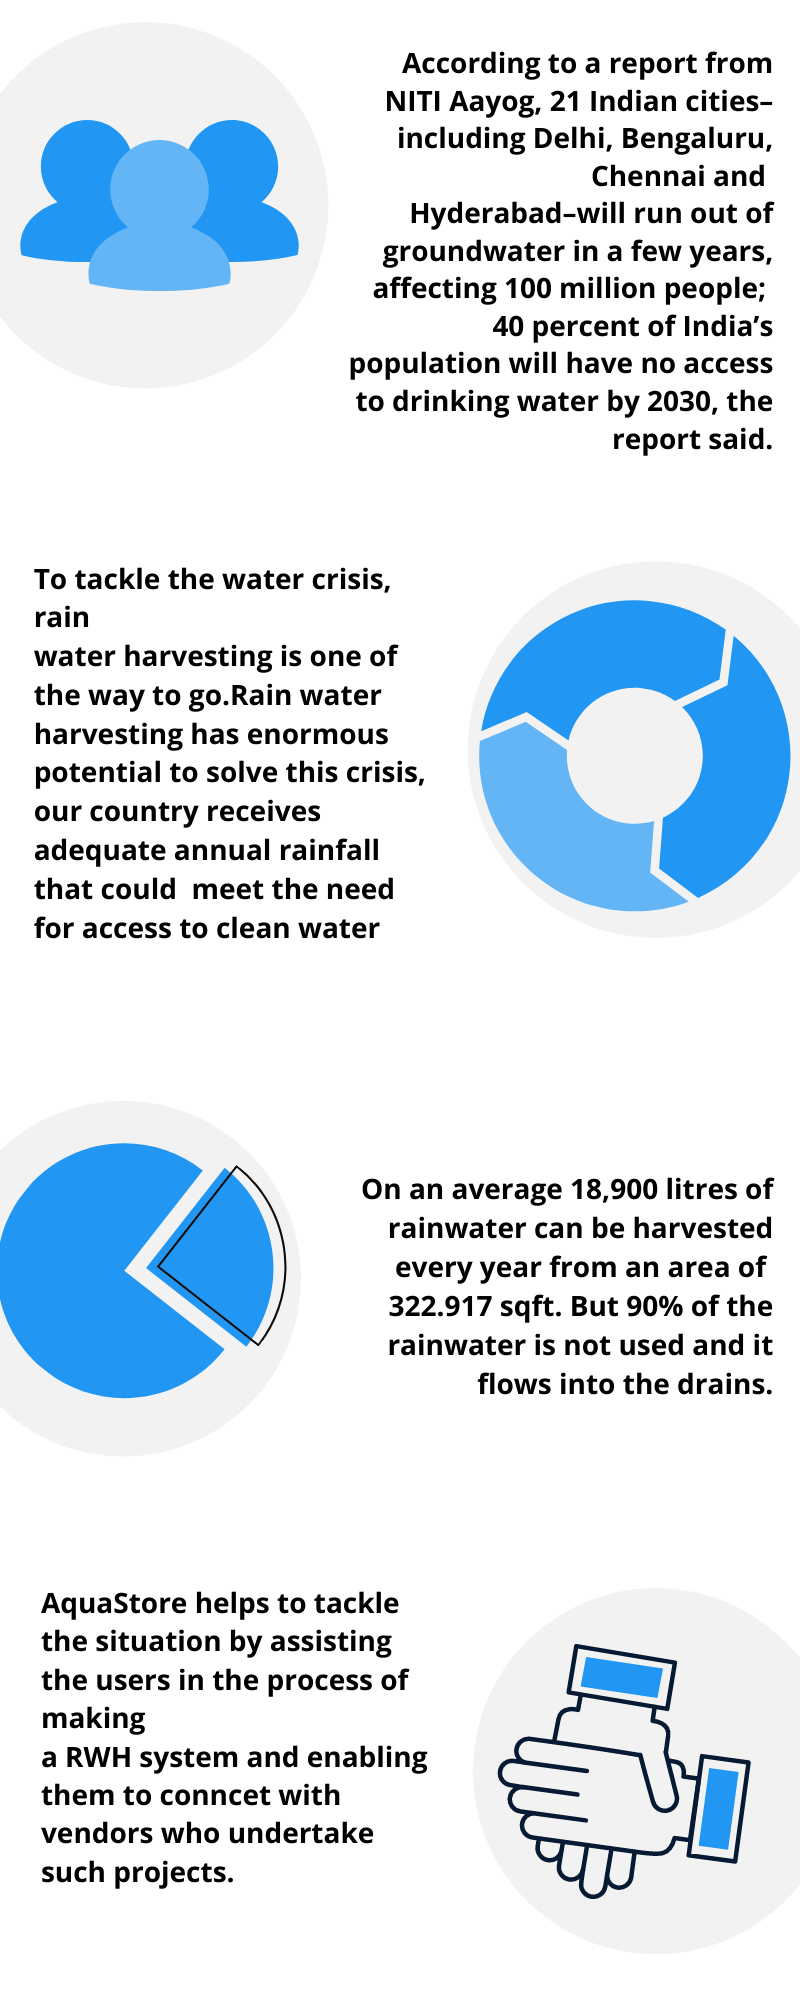 According to a report from
NITI Aayog, 21 Indian cities–
including Delhi, Bengaluru,
Chennai and
Hyderabad–will run out of
groundwater in a few years,
affecting 100 million people;
40 percent of India’s
population will have no access
to drinking water by 2030, the
report said.
To tackle the water crisis,
rain
water harvesting is one of
the way to go.Rain water
harvesting has enormous
potential to solve this crisis,
our country receives
adequate annual rainfall
that could  meet the need
for access to clean water
On an average 18,900 litres of
rainwater can be harvested
every year from an area of
322.917 sqft. But 90% of the
rainwater is not used and it
flows into the drains.
AquaStore helps to tackle
the situation by assisting
the users in the process of
making
a RWH system and enabling
them to conncet with
vendors who undertake
such projects.